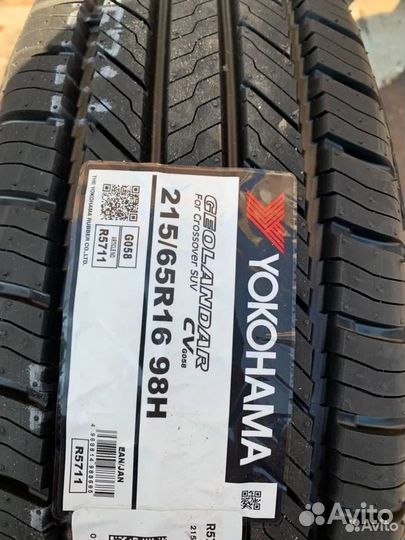 YOKOHAMA
GEOLANDAR CV G058
For Crossover SUV
215/65R16 98H
G058
R5711
THE YOKOHAMA RUBBER CO.,LTD.
EAN/JAN
R5711
Avito
Avito